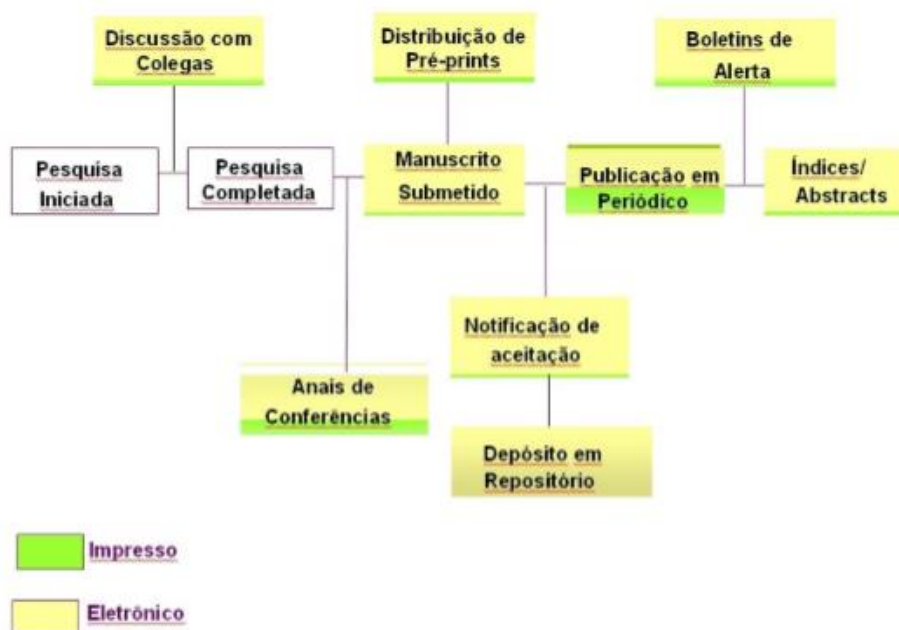 Discussão com
Colegas
Distribuição de
Pré-prints
Boletins de
Alerta
Pesquisa
Iniciada
Pesquisa
Completada
Manuscrito
Submetido
Publicação em
Periódico
Índices/
Abstracts
Notificação de
aceitação
Anais de
Conferências
Depósito em
Repositório
Impresso
Eletrônico